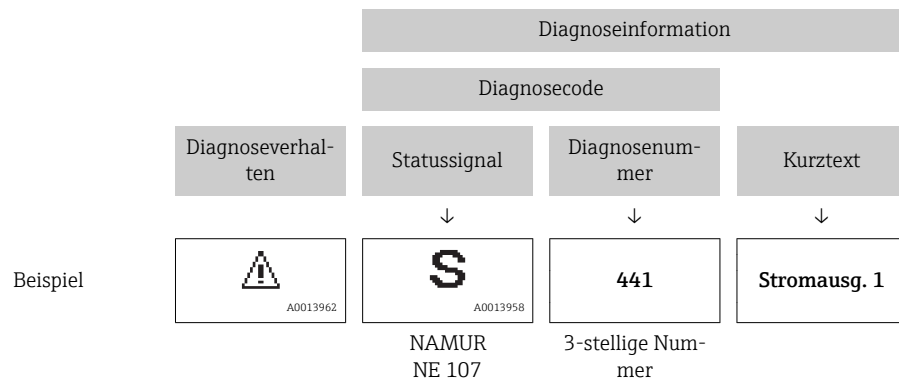 Diagnoseinformation
Diagnosecode
Diagnoseverhal-
ten
Statussignal
Diagnosenum-
mer
Kurztext
↓ ↓ ↓
Beispiel
A0013962
S
A0013958
441
Stromausg. 1
NAMUR
NE 107
3-stellige Num-
mer